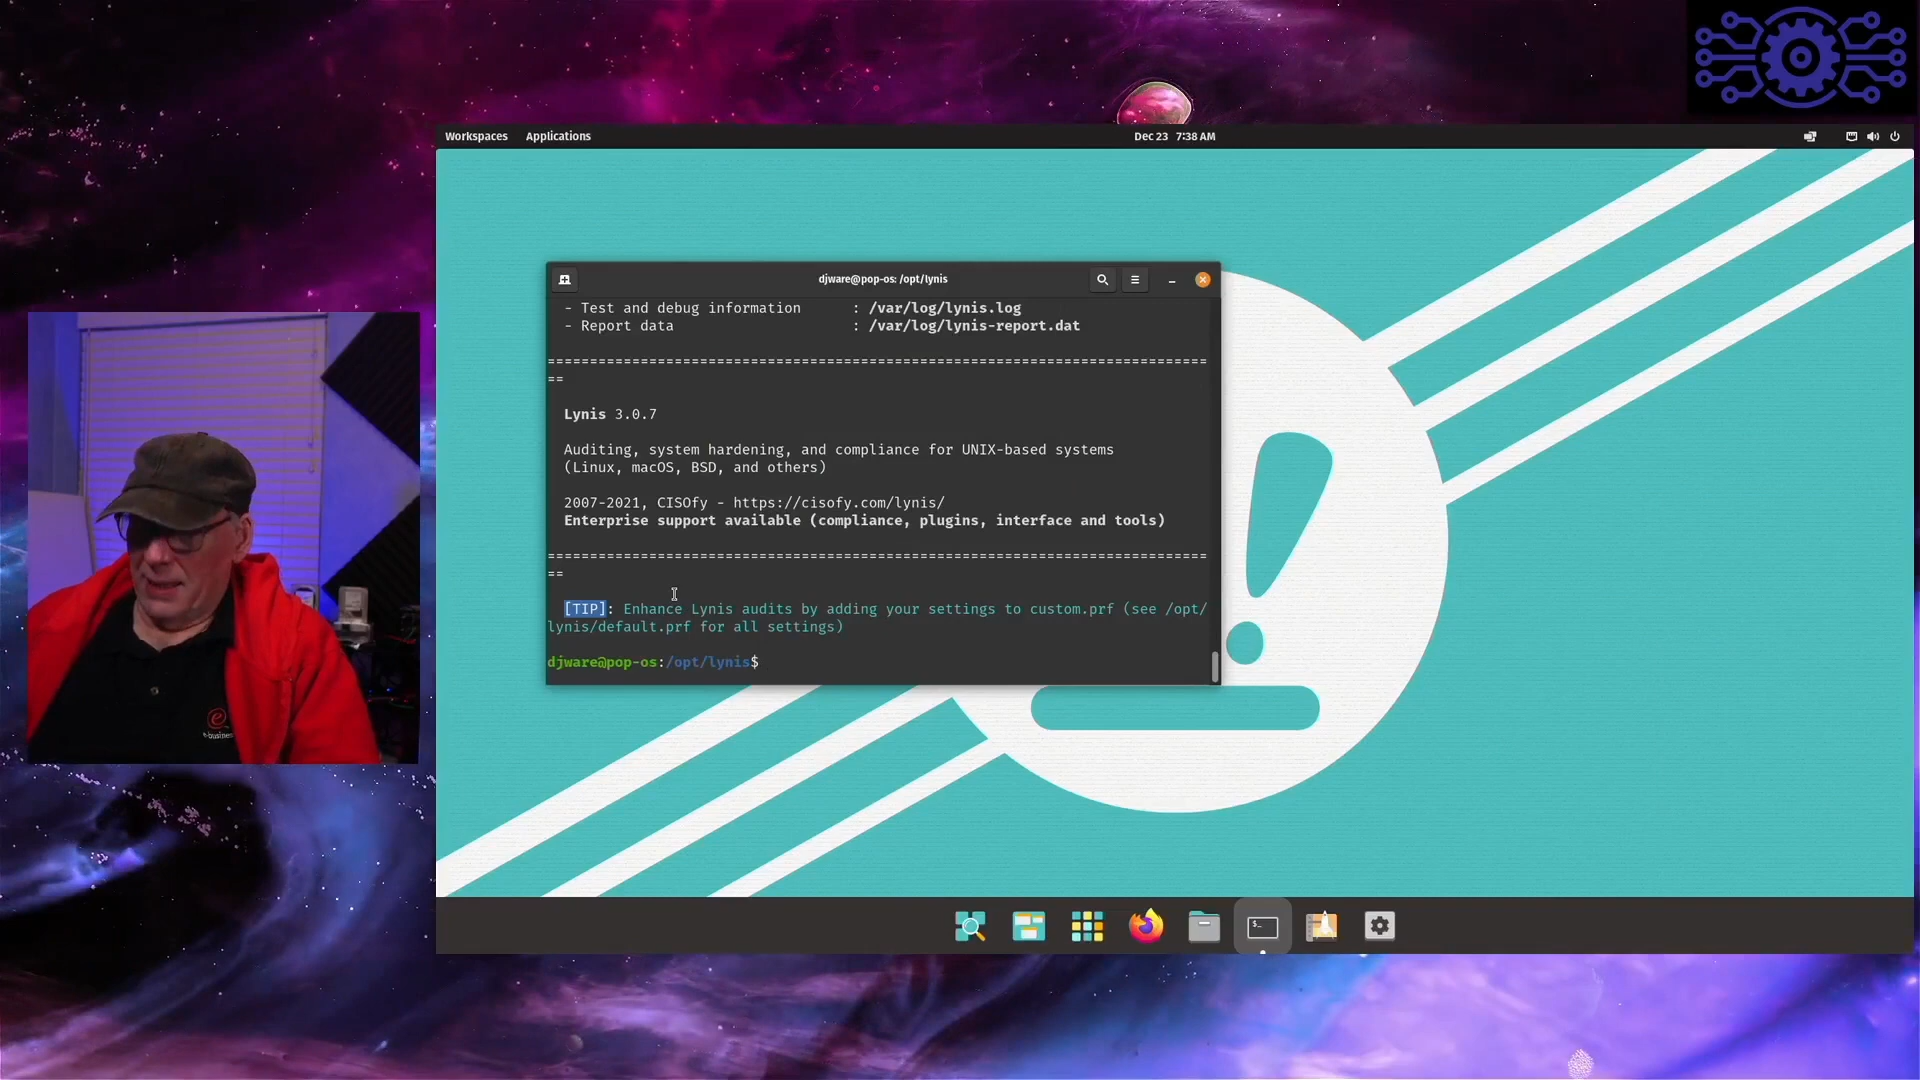 Workspaces Applications Dec 23 7:38 AM
djware@pop-os: /opt/lynis
- Test and debug information : /var/log/lynis.log
- Report data : /var/log/lynis-report.dat
==============================================================================
==
Lynis 3.0.7
Auditing, system hardening, and compliance for UNIX-based systems
(Linux, macOS, BSD, and others)
2007-2021, CISOfy - https://cisofy.com/lynis/
Enterprise support available (compliance, plugins, interface and tools)
==============================================================================
==
[TIP]: Enhance Lynis audits by adding your settings to custom.prf (see /opt/
lynis/default.prf for all settings)
djware@pop-os:/opt/lynis$
e-business